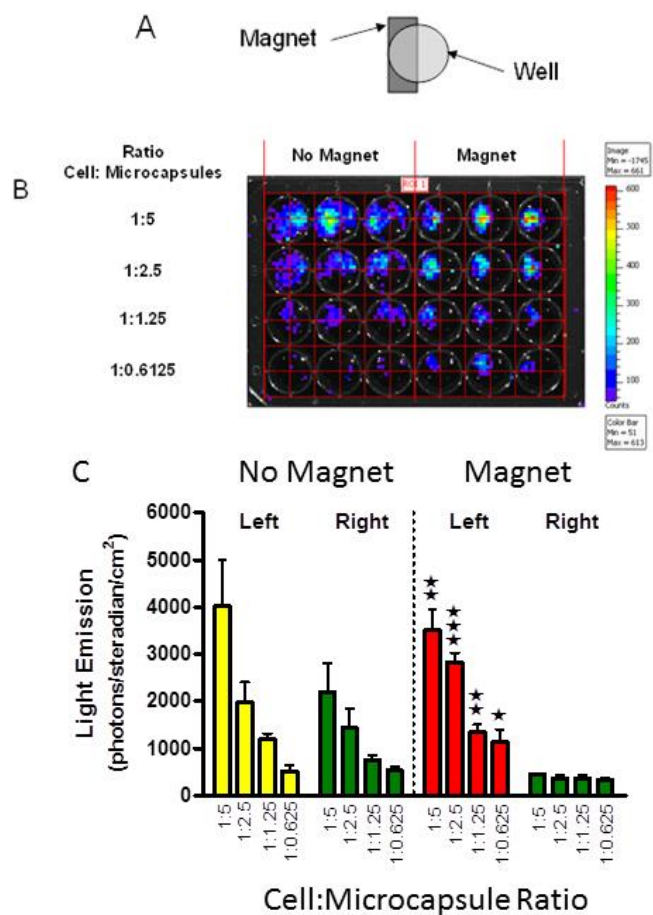 A
Magnet
Well
B
Ratio
Cell: Microcapsules
No Magnet
Magnet
ROI 1
1:5
1:2.5
1:1.25
1:0.6125
Image
Min = -1745
Max = 661
600
500
400
300
200
100
Counts
Color Bar
Min = 51
Max = 613
C
No Magnet
Magnet
Left
Right
Left
Right
Light Emission
(photons/steradian/cm²)
6000
5000
4000
3000
2000
1000
0
★★
★★★
★★
★
1:5
1:2.5
1:1.25
1:0.625
1:5
1:2.5
1:1.25
1:0.625
1:5
1:2.5
1:1.25
1:0.625
1:5
1:2.5
1:1.25
1:0.625
Cell:Microcapsule Ratio